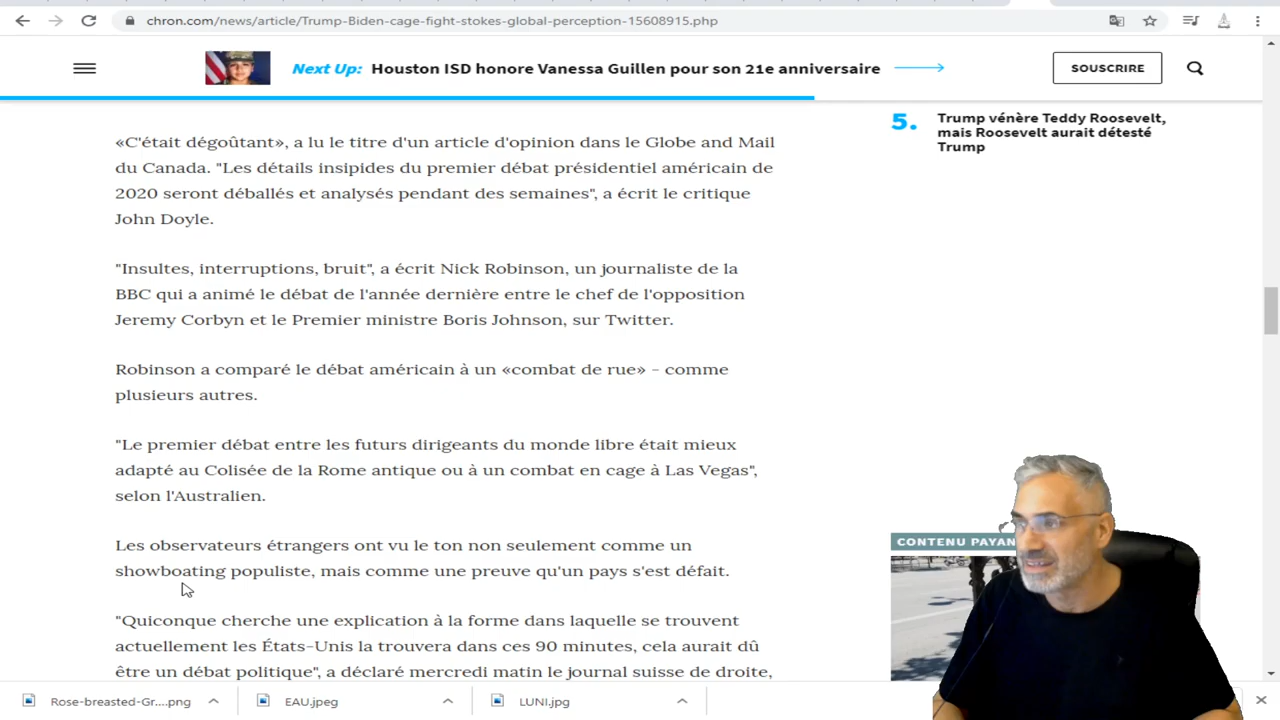 chron.com/news/article/Trump-Biden-cage-fight-stokes-global-perception-15608915.php
Next Up: Houston ISD honore Vanessa Guillen pour son 21e anniversaire
SOUSCRIRE
«C'était dégoûtant», a lu le titre d'un article d'opinion dans le Globe and Mail
du Canada. "Les détails insipides du premier débat présidentiel américain de
2020 seront déballés et analysés pendant des semaines", a écrit le critique
John Doyle.
"Insultes, interruptions, bruit", a écrit Nick Robinson, un journaliste de la
BBC qui a animé le débat de l'année dernière entre le chef de l'opposition
Jeremy Corbyn et le Premier ministre Boris Johnson, sur Twitter.
Robinson a comparé le débat américain à un «combat de rue» - comme
plusieurs autres.
"Le premier débat entre les futurs dirigeants du monde libre était mieux
adapté au Colisée de la Rome antique ou à un combat en cage à Las Vegas",
selon l'Australien.
Les observateurs étrangers ont vu le ton non seulement comme un
showboating populiste, mais comme une preuve qu'un pays s'est défait.
"Quiconque cherche une explication à la forme dans laquelle se trouvent
actuellement les États-Unis la trouvera dans ces 90 minutes, cela aurait dû
être un débat politique", a déclaré mercredi matin le journal suisse de droite,
5. Trump vénère Teddy Roosevelt,
mais Roosevelt aurait détesté
Trump
CONTENU PAYAN
Rose-breasted-Gr....png
EAU.jpeg
LUNI.jpg